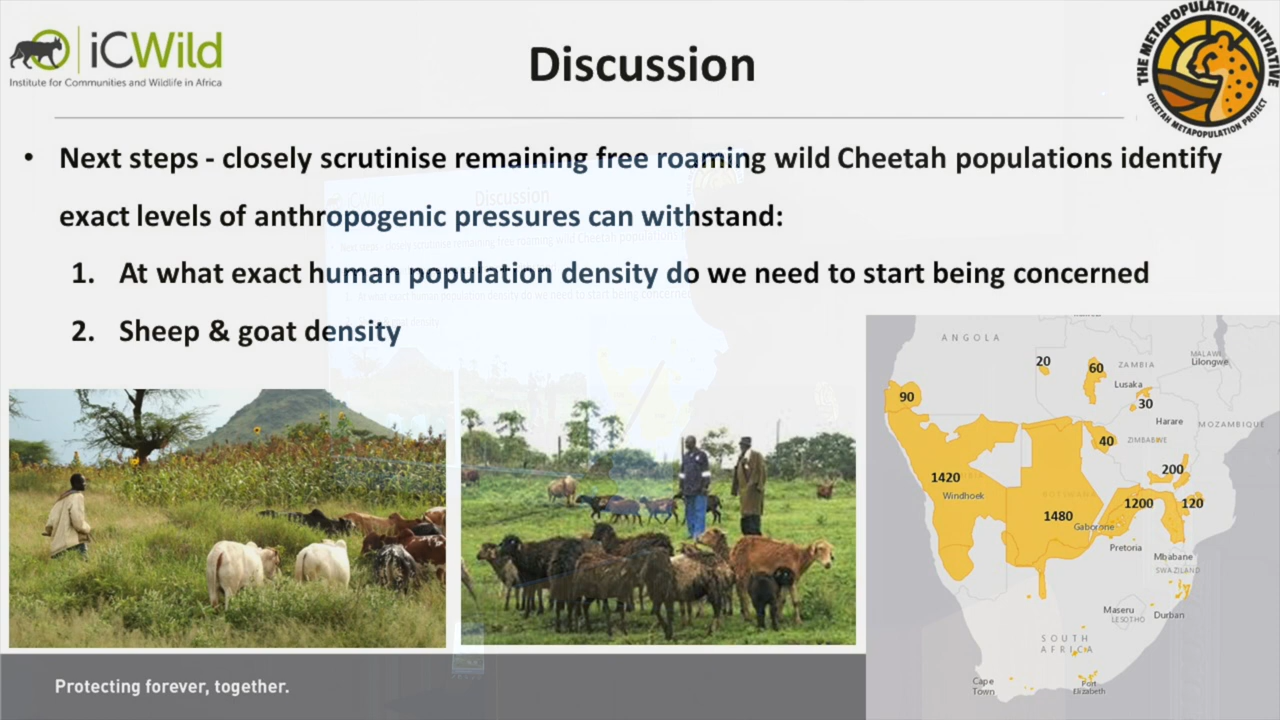 iCWild
Institute for Communities and Wildlife in Africa
Discussion
THE METAPOPULATION INITIATIVE
CHEETAH METAPOPULATION PROJECT
• Next steps - closely scrutinise remaining free roaming wild Cheetah populations identify
exact levels of anthropogenic pressures can withstand:
1. At what exact human population density do we need to start being concerned
2. Sheep & goat density
ANGOLA
20
60
ZAMBIA
MALAWI
Lilongwe
Lusaka
90
30
Harare
MOZAMBIQUE
40
ZIMBABWE
200
1420
Windhoek
BOTSWANA
1480
1200
120
Gaborone
Pretoria
Mbabane
SWAZILAND
Maseru
LESOTHO
Durban
SOUTH
AFRICA
Cape
Town
Port
Elizabeth
Protecting forever, together.